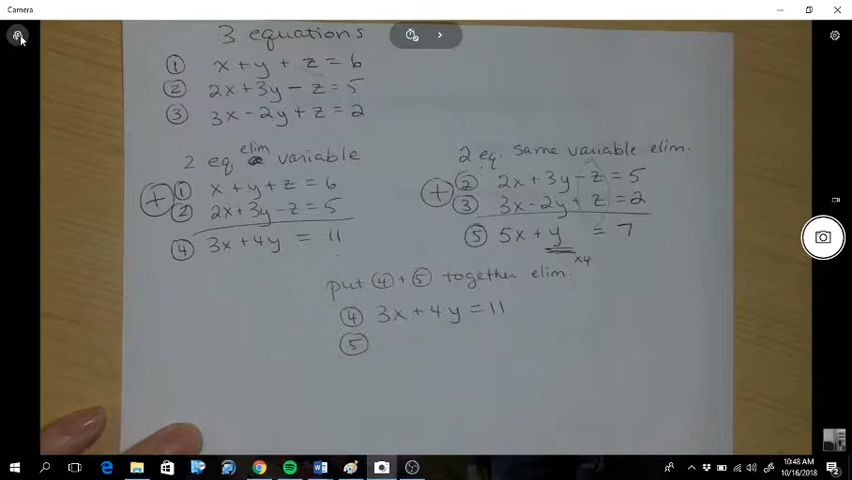 Camera
3 equations
① x + y + z = 6
② 2x + 3y - z = 5
③ 3x - 2y + z = 2
2 eq elim variable
+ ① x + y + z = 6
② 2x + 3y - z = 5
④ 3x + 4y = 11
2 eq. same variable elim.
+ ② 2x + 3y - z = 5
③ 3x - 2y + z = 2
⑤ 5x + y = 7
x4
put ④ + ⑤ together elim.
④ 3x + 4y = 11
⑤
10:48 AM
10/16/2018
2